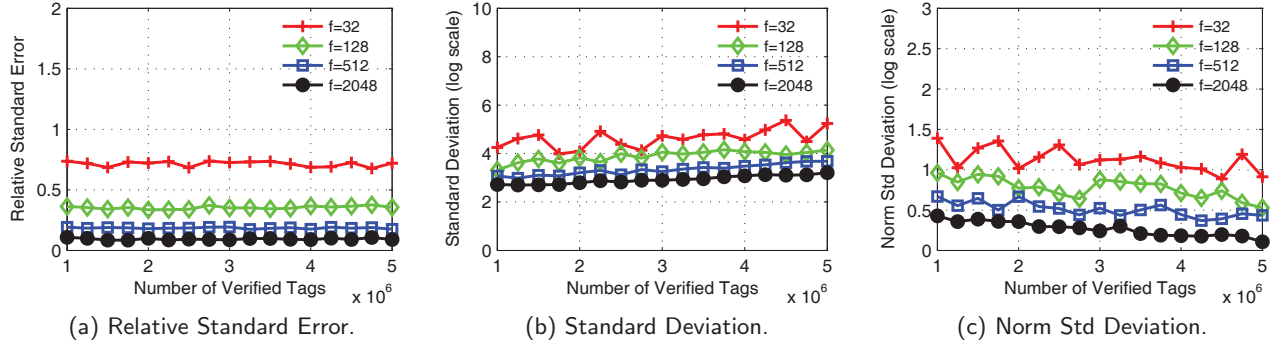 2
1.5
1
0.5
0
Relative Standard Error
f=32
f=128
f=512
f=2048
1 2 3 4 5
Number of Verified Tags
x 10^6
(a) Relative Standard Error.
10
8
6
4
2
0
Standard Deviation (log scale)
f=32
f=128
f=512
f=2048
1 2 3 4 5
Number of Verified Tags
x 10^6
(b) Standard Deviation.
3
2.5
2
1.5
1
0.5
0
Norm Std Deviation (log scale)
f=32
f=128
f=512
f=2048
1 2 3 4 5
Number of Verified Tags
x 10^6
(c) Norm Std Deviation.